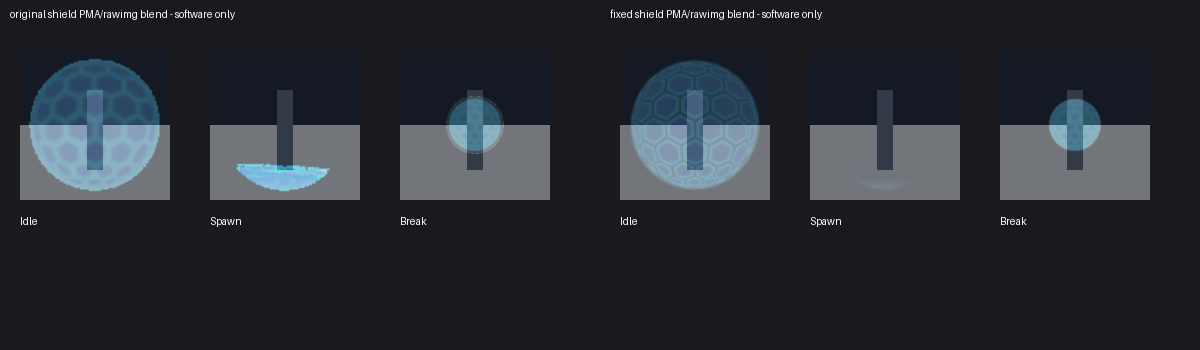 original shield PMA/rawimg blend - software only
Idle
Spawn
Break
fixed shield PMA/rawimg blend - software only
Idle
Spawn
Break